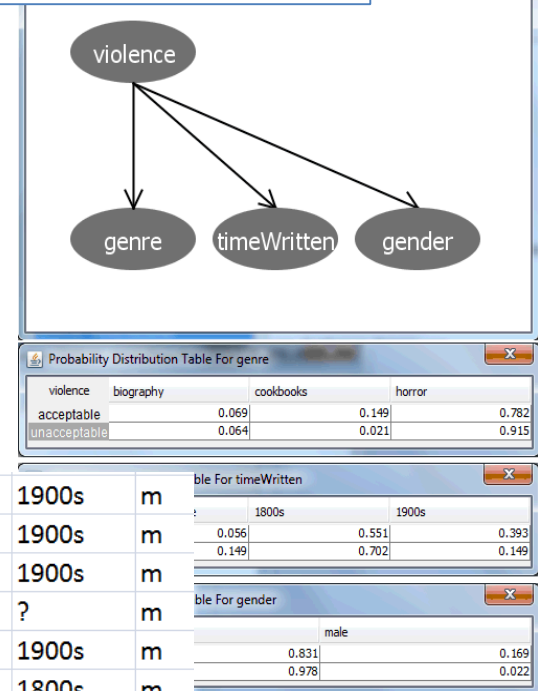 violence
genre timeWritten gender
Probability Distribution Table For genre
violence biography cookbooks horror
acceptable 0.069 0.149 0.782
unacceptable 0.064 0.021 0.915
ble For timeWritten
1800s 1900s
0.056 0.551 0.393
0.149 0.702 0.149
ble For gender
male
0.831 0.169
0.978 0.022
1900s m
1900s m
1900s m
? m
1900s m
1800s m